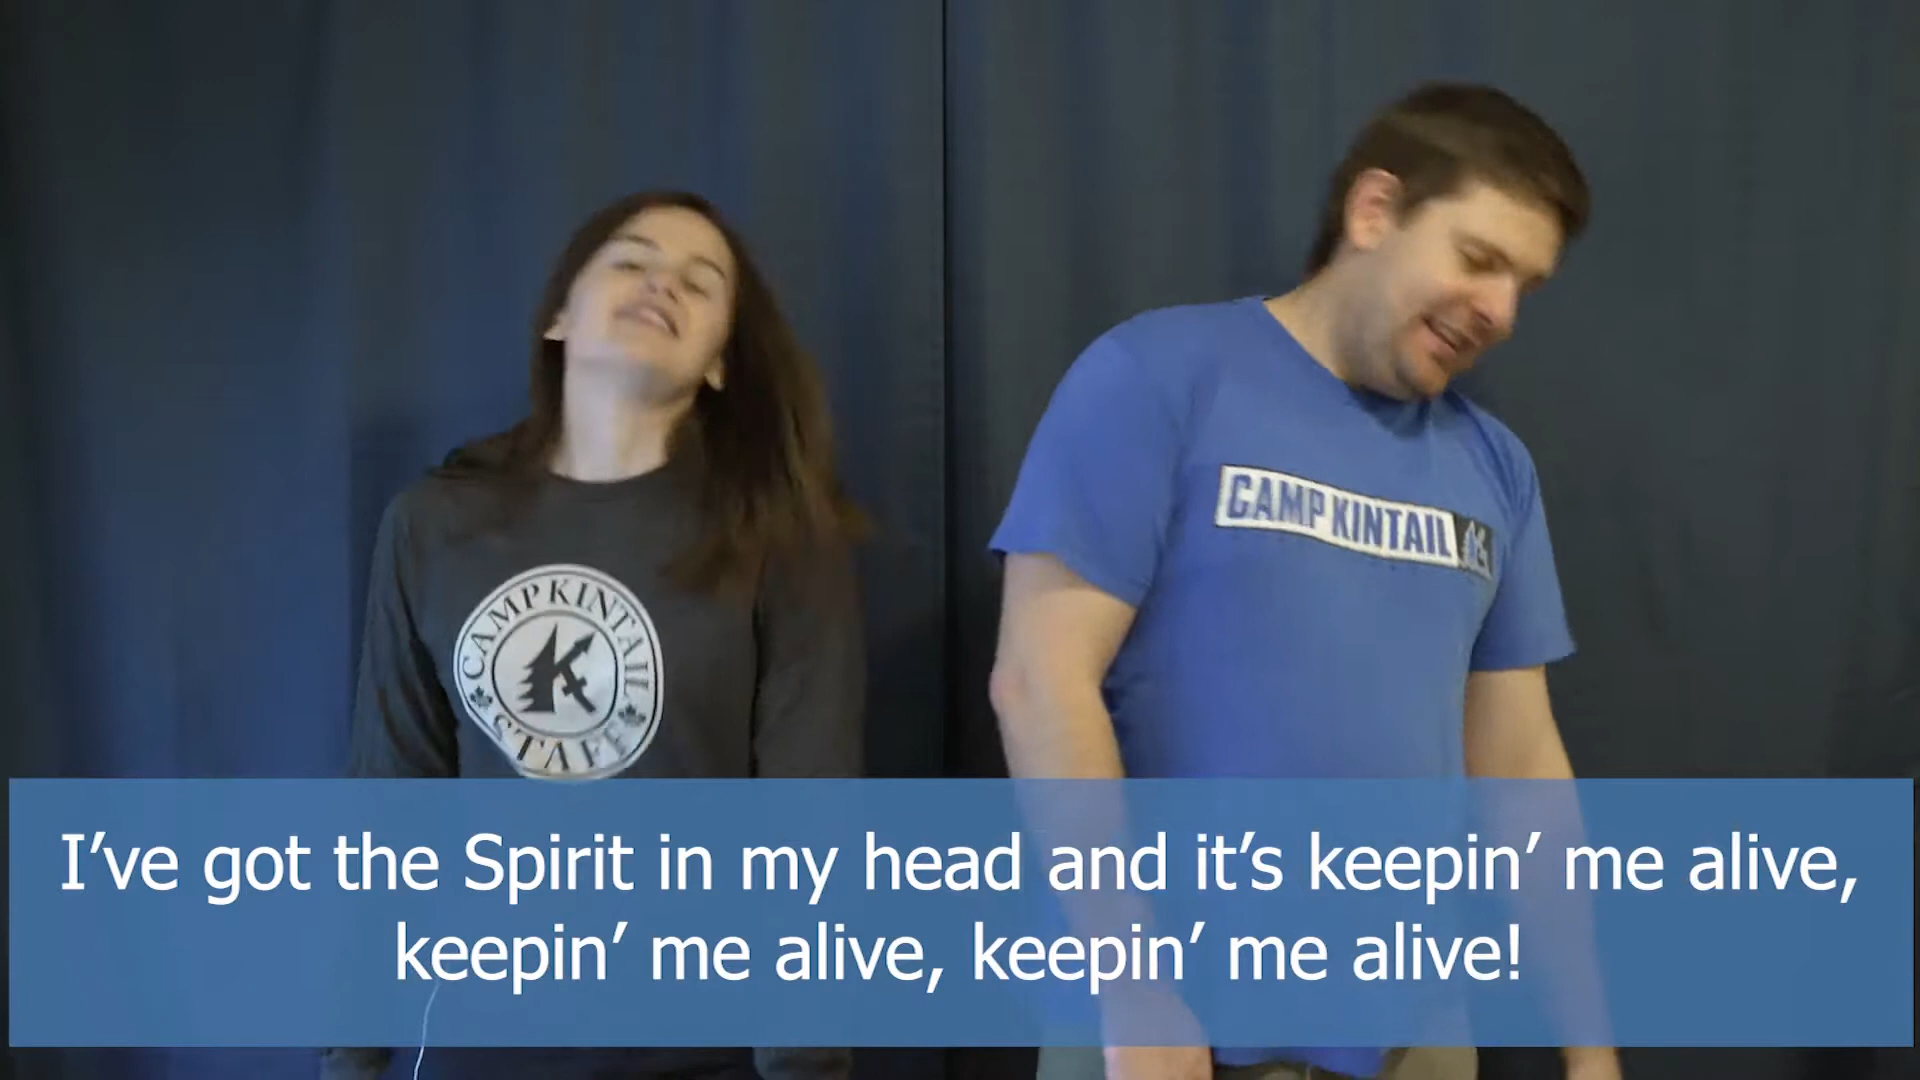 CAMP KINTAIL
STAFF
CAMP KINTAIL
I’ve got the Spirit in my head and it’s keepin’ me alive,
keepin’ me alive, keepin’ me alive!